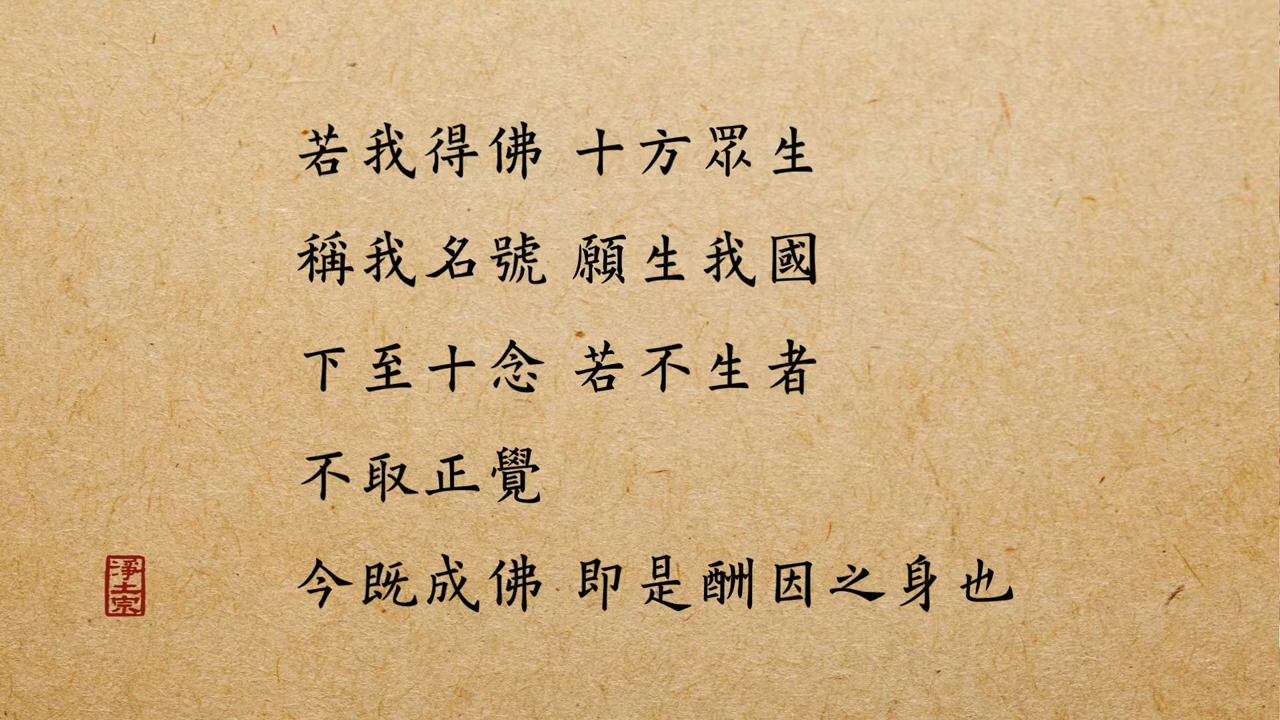 若我得佛 十方眾生
稱我名號 願生我國
下至十念 若不生者
不取正覺
今既成佛 即是酬因之身也
淨土宗